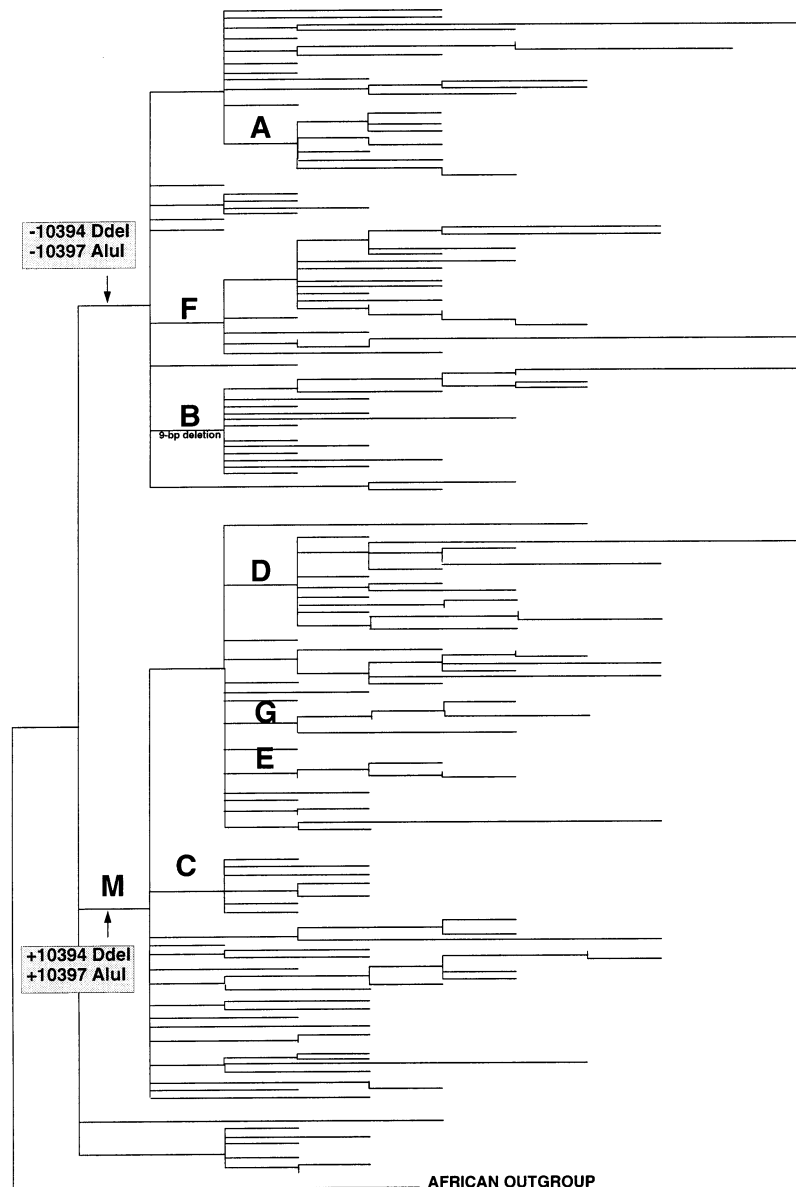 A
-10394 DdeI
-10397 AluI
F
B
9-bp deletion
D
G
E
C
M
+10394 DdeI
+10397 AluI
AFRICAN OUTGROUP